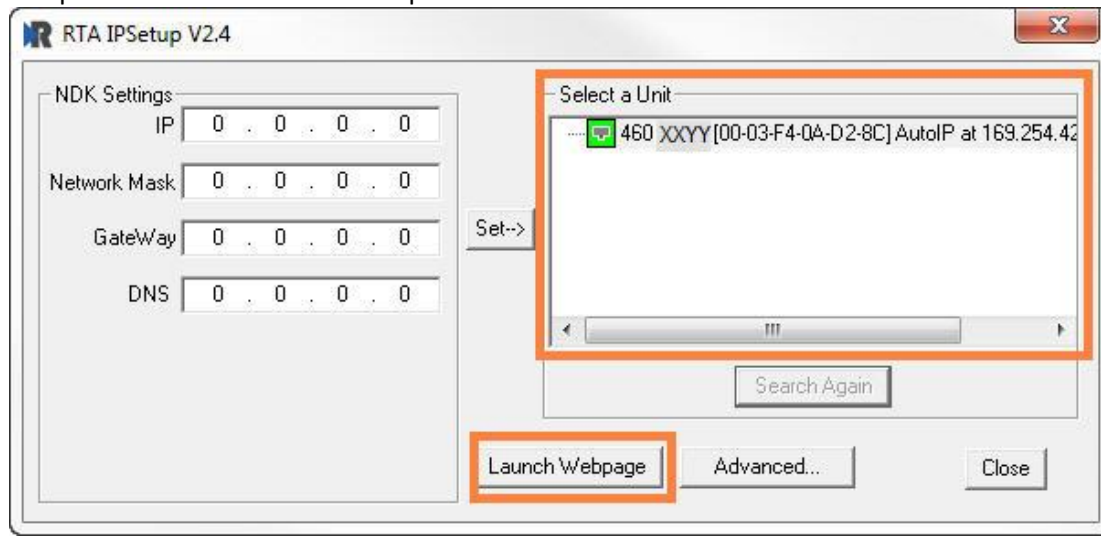 RTA IPSetup V2.4
NDK Settings
IP 0 . 0 . 0 . 0
Network Mask 0 . 0 . 0 . 0
GateWay 0 . 0 . 0 . 0
DNS 0 . 0 . 0 . 0
Set-->
Select a Unit
460 XXYY [00-03-F4-0A-D2-8C] AutoIP at 169.254.42
Search Again
Launch Webpage
Advanced...
Close